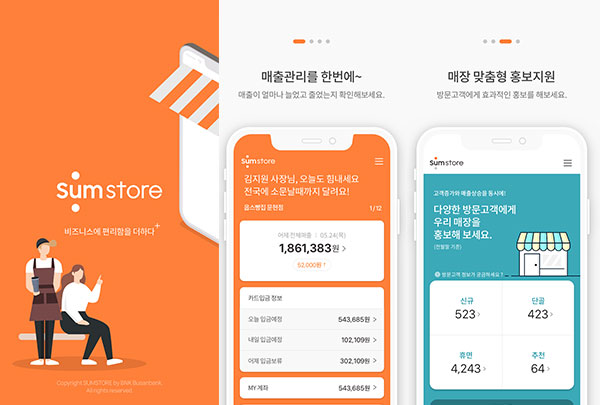 Sumstore
비즈니스에 편리함을 더하다+
Copyright SUMSTORE by BNK Busanbank.
All rights reserved.
매출관리를 한번에~
매출이 얼마나 늘었고 줄었는지 확인해보세요.
Sumstore
김지원 사장님, 오늘도 힘내세요
전국에 소문날때까지 달려요!
1/12
어제 전체매출 | 05.24(목)
1,861,383원 >
52,000원 ↑
카드입금 정보
오늘 입금예정 543,685원 >
내일 입금예정 102,109원 >
어제 입금보류 302,109원 >
MY 계좌 543,685원 >
매장 맞춤형 홍보지원
방문고객에게 효과적인 홍보를 해보세요.
Sumstore
고객증가와 매출상승을 동시에!
다양한 방문고객에게
우리 매장을
홍보해 보세요.
(전월말 기준)
방문고객 정보가 궁금하세요?
신규
523 >
단골
423 >
휴면
4,243 >
추천
64 >